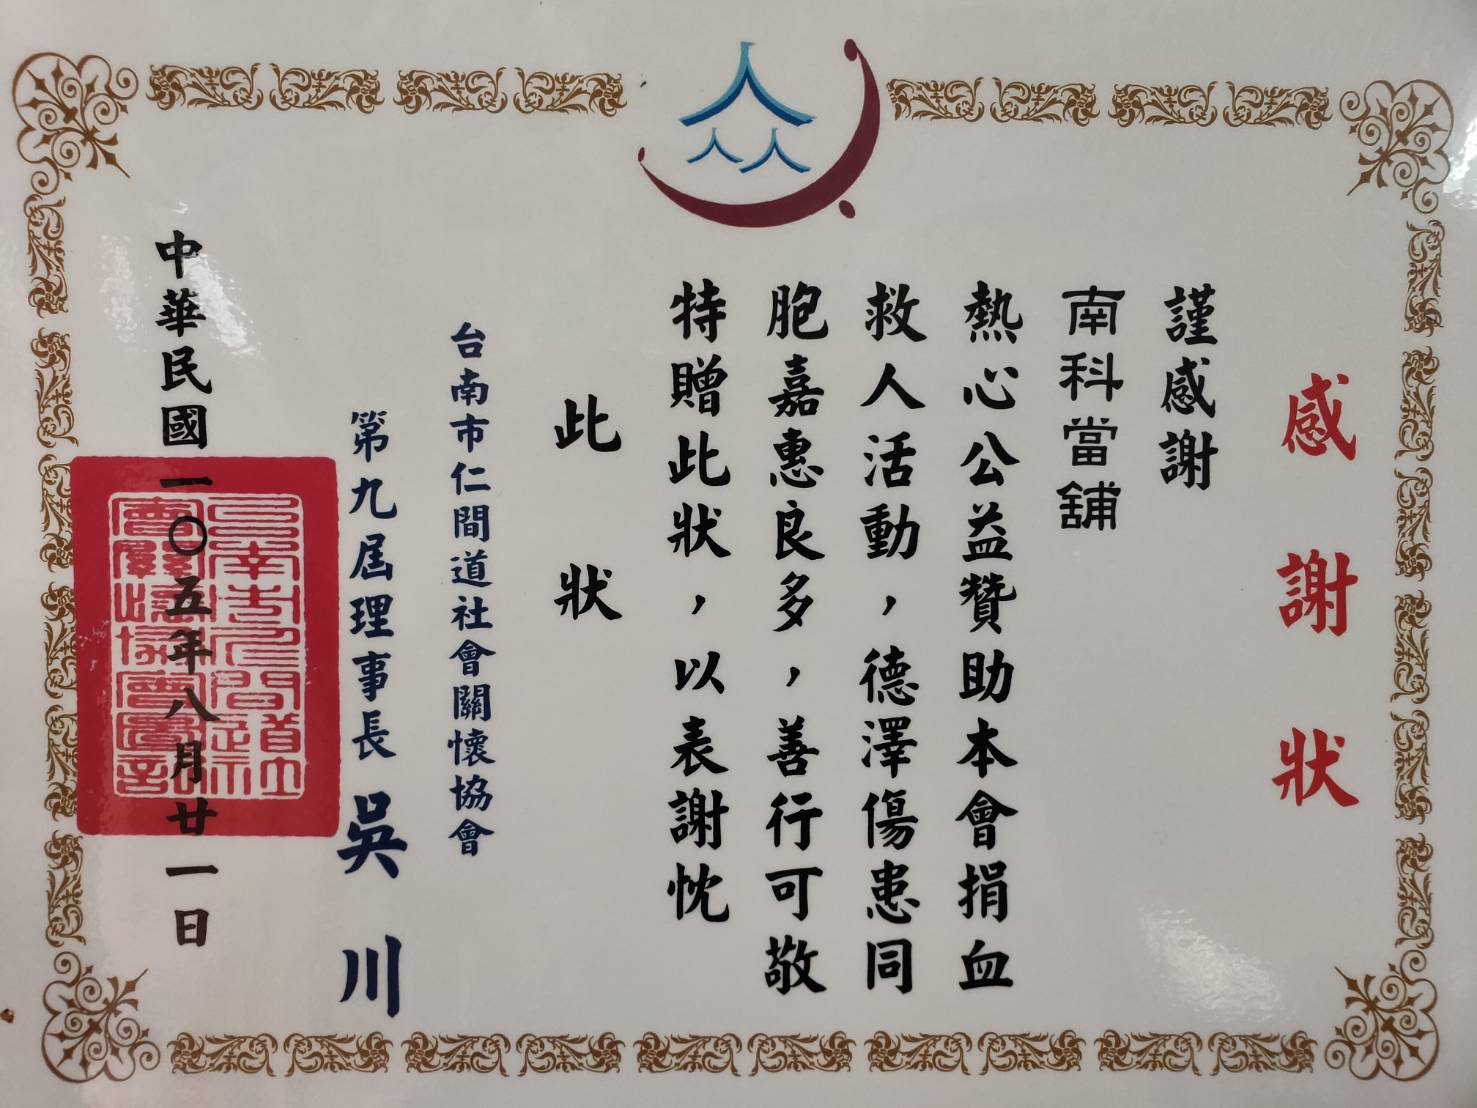 感謝狀
謹感謝
南科當舖
熱心公益贊助本會捐血
救人活動，德澤傷患同
胞嘉惠良多，善行可敬
特贈此狀，以表謝忱
此狀
台南市仁間道社會關懷協會
第九屆理事長 吳川
中華民國一〇五年八月廿一日